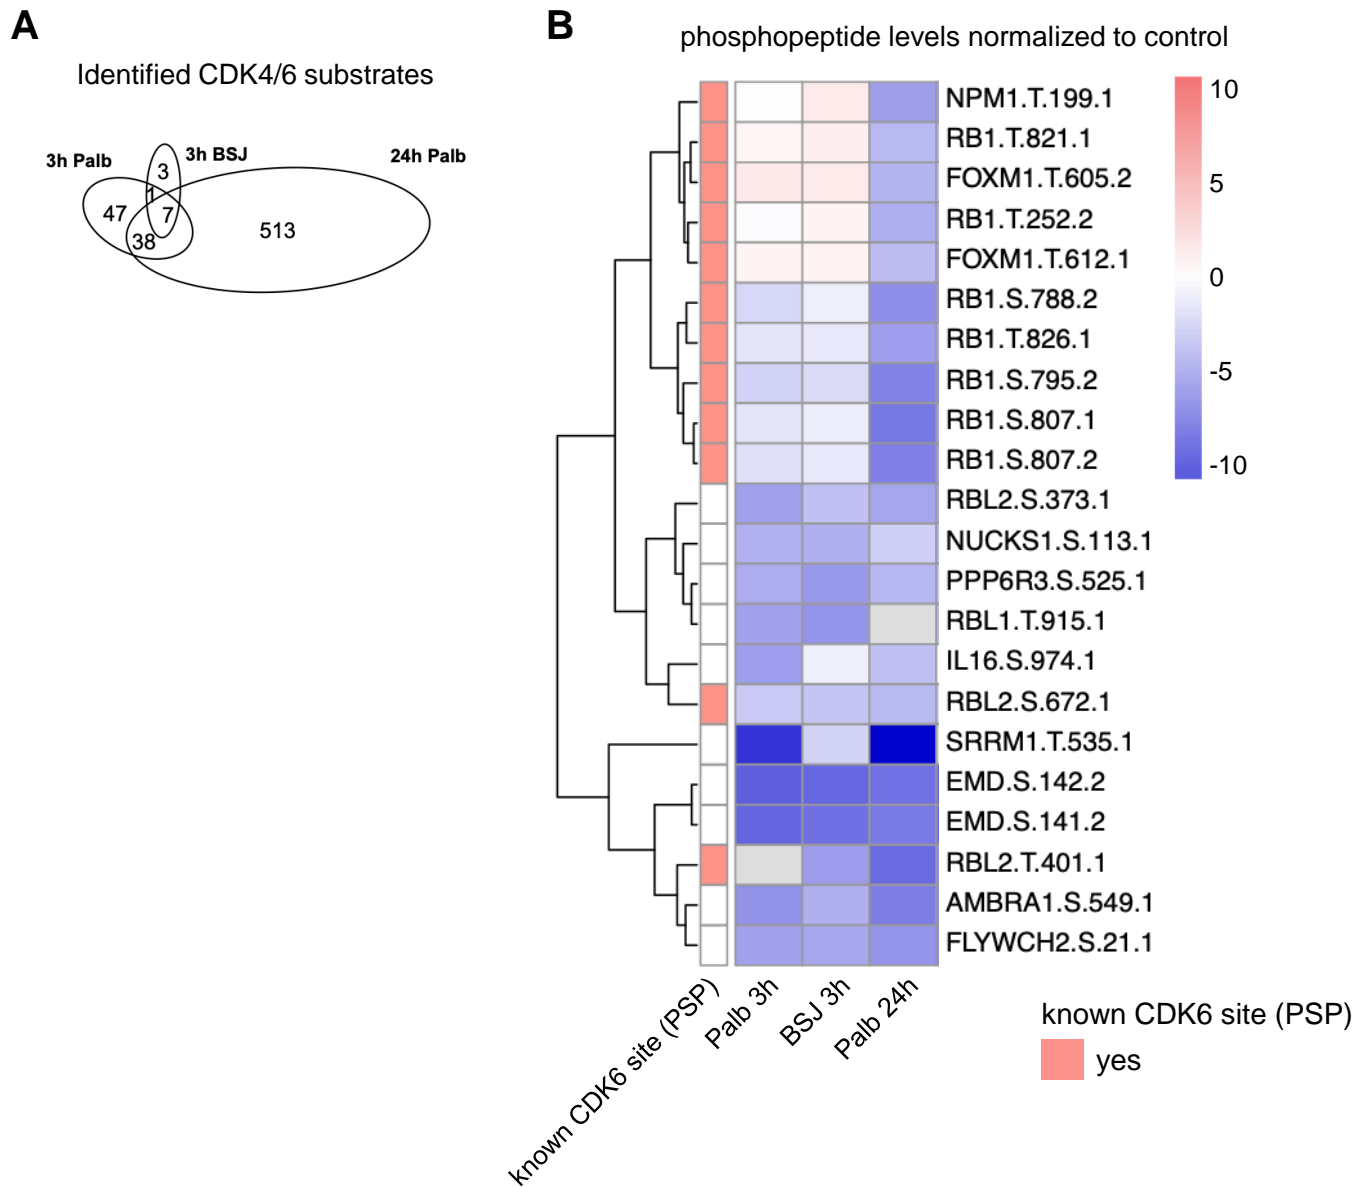 A
Identified CDK4/6 substrates
3h Palb
3h BSJ
24h Palb
3
1
47
7
38
513
B
phosphopeptide levels normalized to control
NPM1.T.199.1
RB1.T.821.1
FOXM1.T.605.2
RB1.T.252.2
FOXM1.T.612.1
RB1.S.788.2
RB1.T.826.1
RB1.S.795.2
RB1.S.807.1
RB1.S.807.2
RBL2.S.373.1
NUCKS1.S.113.1
PPP6R3.S.525.1
RBL1.T.915.1
IL16.S.974.1
RBL2.S.672.1
SRRM1.T.535.1
EMD.S.142.2
EMD.S.141.2
RBL2.T.401.1
AMBRA1.S.549.1
FLYWCH2.S.21.1
10
5
0
-5
-10
known CDK6 site (PSP)
Palb 3h
BSJ 3h
Palb 24h
known CDK6 site (PSP)
yes